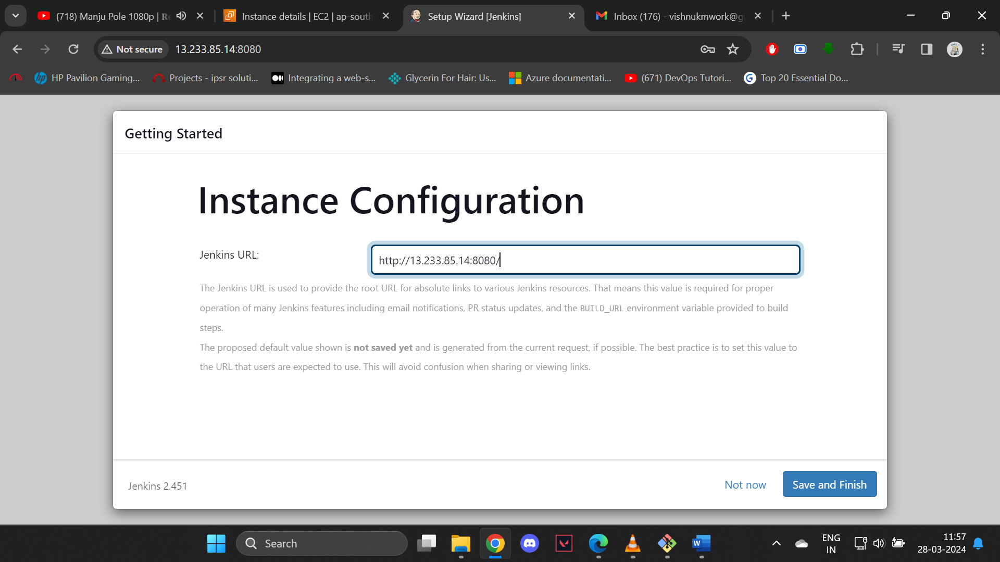 (718) Manju Pole 1080p | Re
Instance details | EC2 | ap-south
Setup Wizard [Jenkins]
Inbox (176) - vishnukmwork@g
Not secure
13.233.85.14:8080
HP Pavilion Gaming...
Projects - ipsr soluti...
Integrating a web-s...
Glycerin For Hair: Us...
Azure documentati...
(671) DevOps Tutori...
Top 20 Essential Do...
Getting Started
Instance Configuration
Jenkins URL:
http://13.233.85.14:8080/
The Jenkins URL is used to provide the root URL for absolute links to various Jenkins resources. That means this value is required for proper
operation of many Jenkins features including email notifications, PR status updates, and the BUILD_URL environment variable provided to build
steps.
The proposed default value shown is not saved yet and is generated from the current request, if possible. The best practice is to set this value to
the URL that users are expected to use. This will avoid confusion when sharing or viewing links.
Jenkins 2.451
Not now
Save and Finish
Search
ENG
IN
11:57
28-03-2024